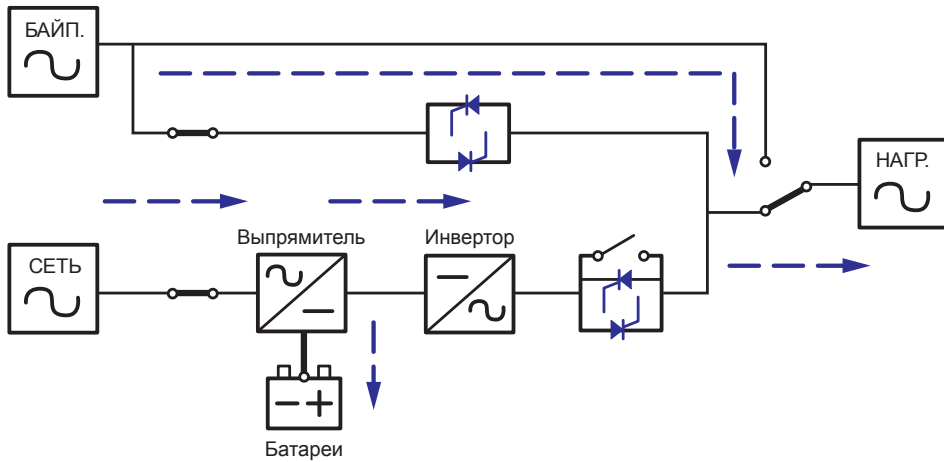 БАЙП.
НАГР.
Выпрямитель
Инвертор
СЕТЬ
Батареи